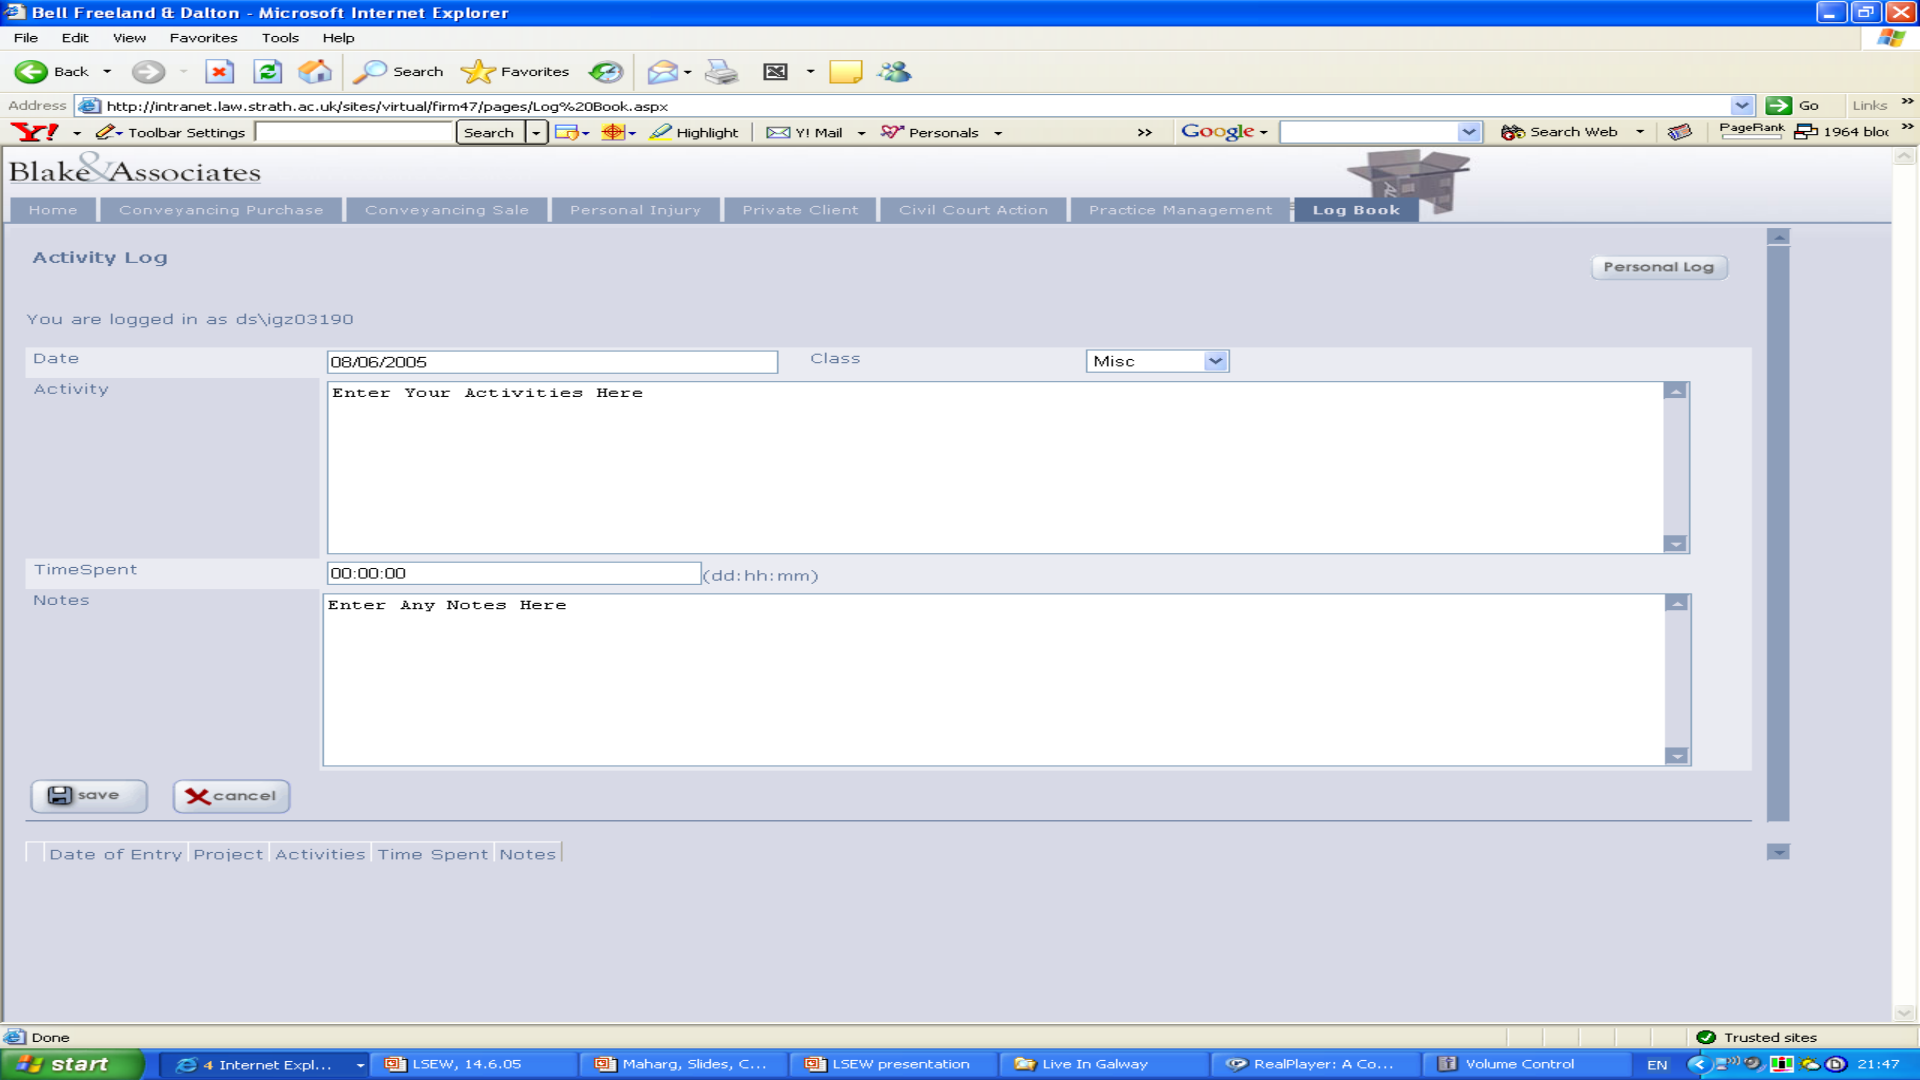 Bell Freeland & Dalton - Microsoft Internet Explorer
File Edit View Favorites Tools Help
Back Search Favorites
Address http://intranet.law.strath.ac.uk/sites/virtual/firm47/pages/Log%20Book.aspx Go Links »
Y! Toolbar Settings Search Highlight Y! Mail Personals » Google Search Web PageRank 1964 bloc »
Blake & Associates
Home Conveyancing Purchase Conveyancing Sale Personal Injury Private Client Civil Court Action Practice Management Log Book
Activity Log
Personal Log
You are logged in as ds\igz03190
Date 08/06/2005 Class Misc
Activity Enter Your Activities Here
TimeSpent 00:00:00 (dd:hh:mm)
Notes Enter Any Notes Here
save cancel
Date of Entry Project Activities Time Spent Notes
Done Trusted sites
start 4 Internet Expl... LSEW, 14.6.05 Maharg, Slides, C... LSEW presentation Live In Galway RealPlayer: A Co... Volume Control EN 21:47